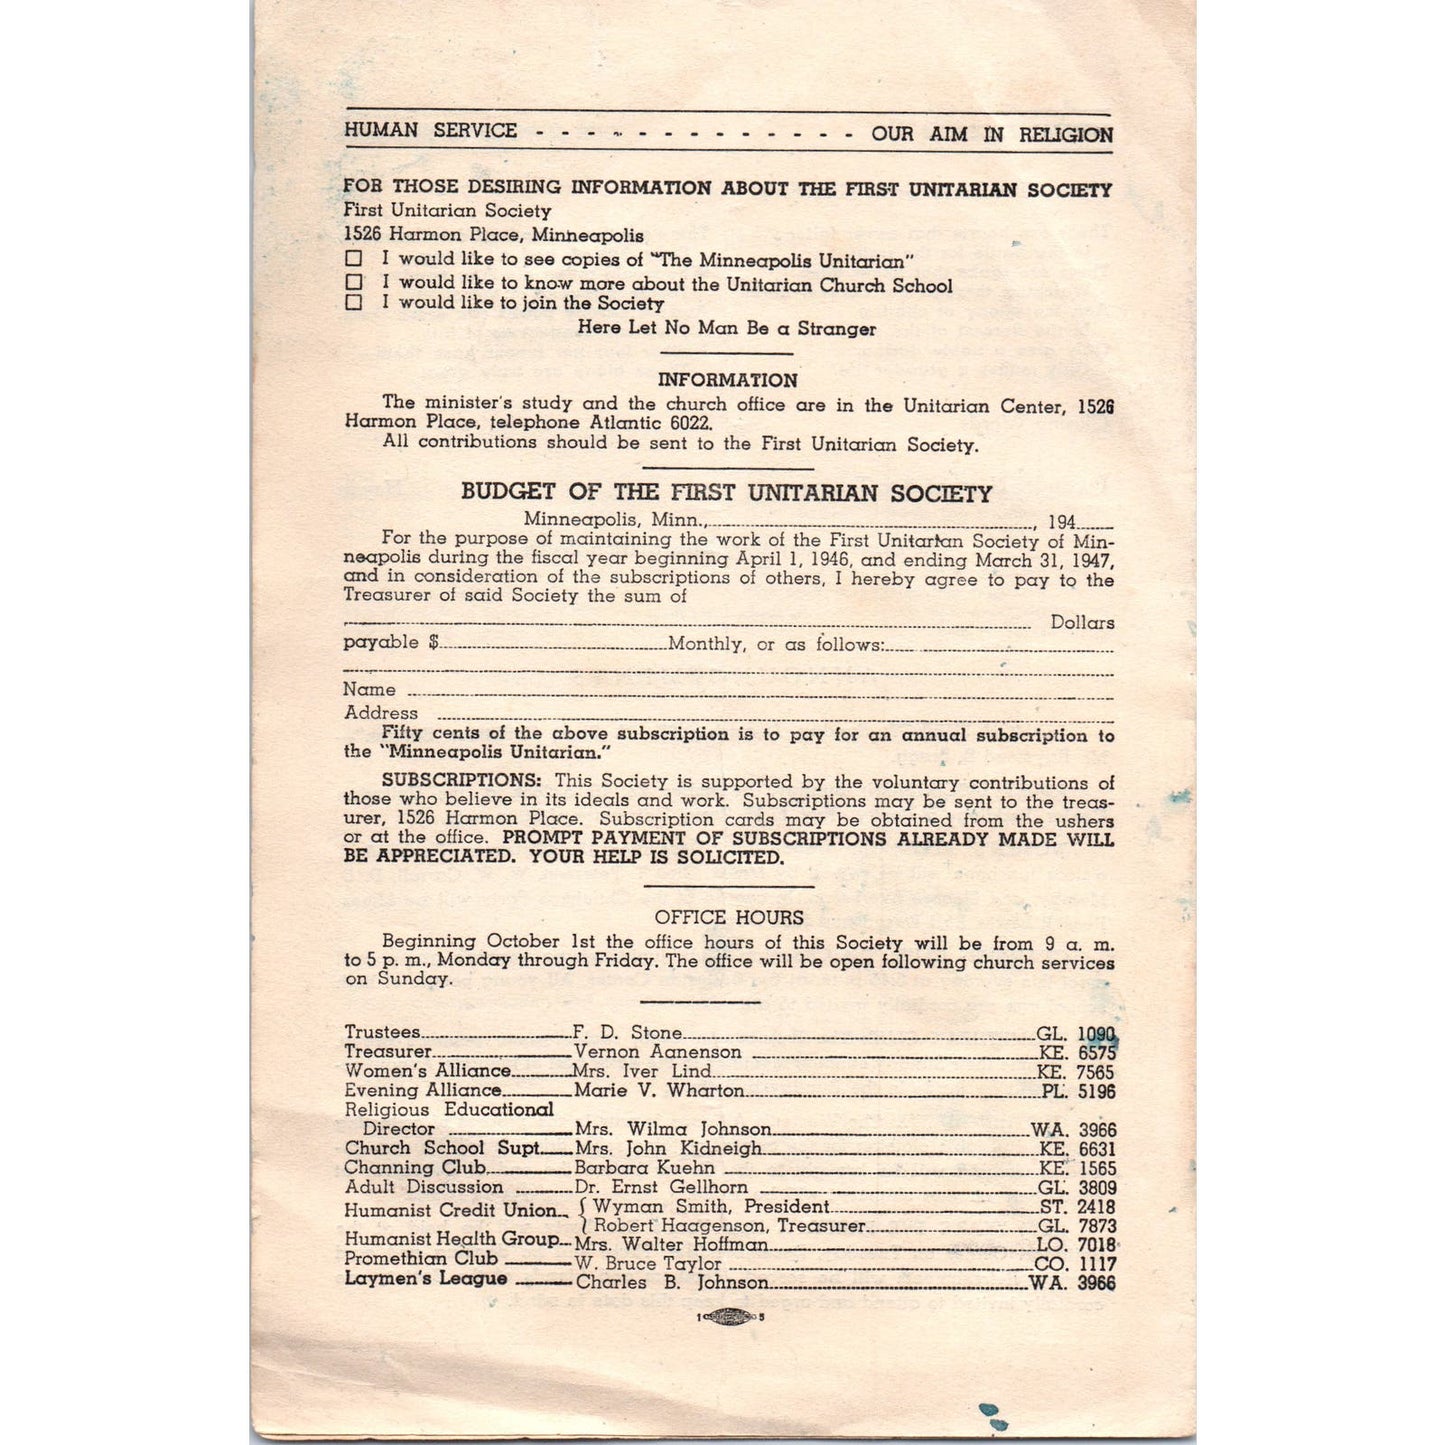 HUMAN SERVICE - - - - - - - - - - - - - OUR AIM IN RELIGION
FOR THOSE DESIRING INFORMATION ABOUT THE FIRST UNITARIAN SOCIETY
First Unitarian Society
1526 Harmon Place, Minneapolis
☐ I would like to see copies of "The Minneapolis Unitarian"
☐ I would like to know more about the Unitarian Church School
☐ I would like to join the Society
Here Let No Man Be a Stranger
INFORMATION
The minister's study and the church office are in the Unitarian Center, 1526
Harmon Place, telephone Atlantic 6022.
All contributions should be sent to the First Unitarian Society.
BUDGET OF THE FIRST UNITARIAN SOCIETY
Minneapolis, Minn.,........................, 194......
For the purpose of maintaining the work of the First Unitarian Society of Min-
neapolis during the fiscal year beginning April 1, 1946, and ending March 31, 1947,
and in consideration of the subscriptions of others, I hereby agree to pay to the
Treasurer of said Society the sum of
........................ Dollars
payable $............Monthly, or as follows:............
Name ............
Address ............
Fifty cents of the above subscription is to pay for an annual subscription to
the "Minneapolis Unitarian."
SUBSCRIPTIONS: This Society is supported by the voluntary contributions of
those who believe in its ideals and work. Subscriptions may be sent to the treas-
urer, 1526 Harmon Place. Subscription cards may be obtained from the ushers
or at the office. PROMPT PAYMENT OF SUBSCRIPTIONS ALREADY MADE WILL
BE APPRECIATED. YOUR HELP IS SOLICITED.
OFFICE HOURS
Beginning October 1st the office hours of this Society will be from 9 a. m.
to 5 p. m., Monday through Friday. The office will be open following church services
on Sunday.
Trustees............F. D. Stone............GL. 1090
Treasurer............Vernon Aanenson ............KE. 6575
Women's Alliance............Mrs. Iver Lind............KE. 7565
Evening Alliance............Marie V. Wharton............PL. 5196
Religious Educational
Director ............Mrs. Wilma Johnson............WA. 3966
Church School Supt.......Mrs. John Kidneigh............KE. 6631
Channing Club............Barbara Kuehn ............KE. 1565
Adult Discussion ............Dr. Ernst Gellhorn ............GL. 3809
Humanist Credit Union... { Wyman Smith, President............ST. 2418
Robert Haagenson, Treasurer............GL. 7873
Humanist Health Group...Mrs. Walter Hoffman............LO. 7018
Promethian Club ............W. Bruce Taylor ............CO. 1117
Laymen's League ............Charles B. Johnson............WA. 3966
1 5